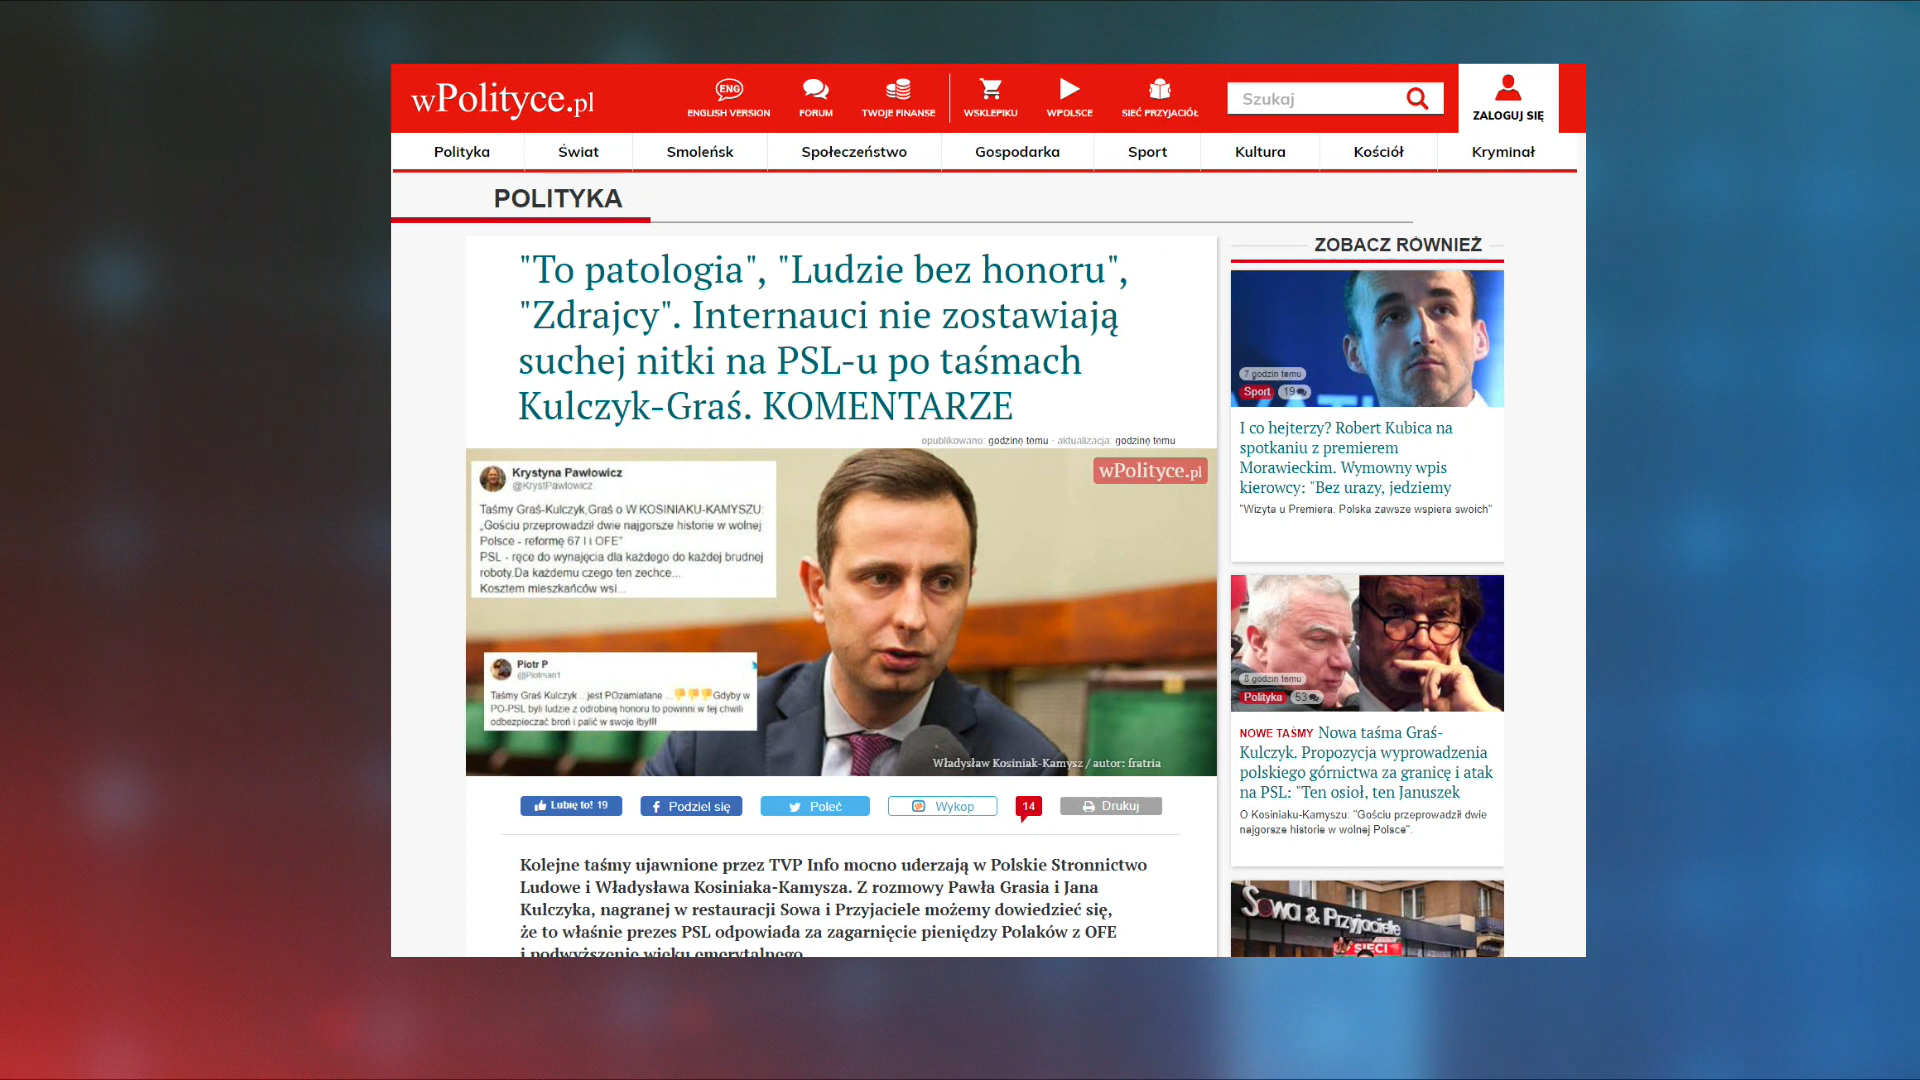 wPolityce.pl
ENG
ENGLISH VERSION
FORUM
TWOJE FINANSE
WSKLEPIKU
WPOLSCE
SIEĆ PRZYJACIÓŁ
Szukaj
ZALOGUJ SIĘ
Polityka
Świat
Smoleńsk
Społeczeństwo
Gospodarka
Sport
Kultura
Kościół
Kryminał
POLITYKA
"To patologia", "Ludzie bez honoru",
"Zdrajcy". Internauci nie zostawiają
suchej nitki na PSL-u po taśmach
Kulczyk-Graś. KOMENTARZE
opublikowano: godzinę temu · aktualizacja: godzinę temu
wPolityce.pl
Krystyna Pawłowicz
@KrystPawlowicz
Taśmy Graś-Kulczyk,Graś o W.KOSINIAKU-KAMYSZU:
„Gościu przeprowadził dwie najgorsze historie w wolnej
Polsce - reformę 67 I i OFE"
PSL - ręce do wynajęcia dla każdego do każdej brudnej
roboty.Da każdemu czego ten zechce...
Kosztem mieszkańców wsi...
Piotr P
@Piotrsan1
Taśmy Graś Kulczyk ...jest POzamiatane ...👎👎👎Gdyby w
PO-PSL byli ludzie z odrobiną honoru to powinni w tej chwili
odbezpieczać broń i palić w swoje łby!!!
Władysław Kosiniak-Kamysz / autor: fratria
Lubię to! 19
Podziel się
Poleć
Wykop
14
Drukuj
Kolejne taśmy ujawnione przez TVP Info mocno uderzają w Polskie Stronnictwo
Ludowe i Władysława Kosiniaka-Kamysza. Z rozmowy Pawła Grasia i Jana
Kulczyka, nagranej w restauracji Sowa i Przyjaciele możemy dowiedzieć się,
że to właśnie prezes PSL odpowiada za zagarnięcie pieniędzy Polaków z OFE
i podwyższenie wieku emerytalnego.
ZOBACZ RÓWNIEŻ
7 godzin temu
Sport 19
I co hejterzy? Robert Kubica na
spotkaniu z premierem
Morawieckim. Wymowny wpis
kierowcy: "Bez urazy, jedziemy
"Wizyta u Premiera. Polska zawsze wspiera swoich"
8 godzin temu
Polityka 53
NOWE TAŚMY Nowa taśma Graś-
Kulczyk. Propozycja wyprowadzenia
polskiego górnictwa za granicę i atak
na PSL: "Ten osioł, ten Januszek
O Kosiniaku-Kamyszu: "Gościu przeprowadził dwie
najgorsze historie w wolnej Polsce".
Sowa & Przyjaciele
SIECI